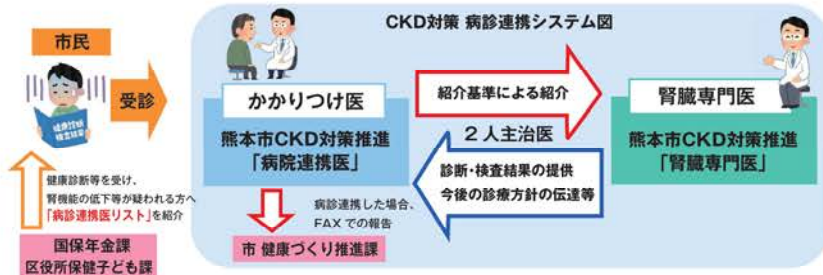 CKD対策 病診連携システム図
市民
健康診断
検査結果
受診
かかりつけ医
熊本市CKD対策推進
「病院連携医」
紹介基準による紹介
2人主治医
診断・検査結果の提供
今後の診療方針の伝達等
腎臓専門医
熊本市CKD対策推進
「腎臓専門医」
健康診断等を受け、
腎機能の低下等が疑われる方へ
「病診連携医リスト」を紹介
国保年金課
区役所保健子ども課
病診連携した場合、
FAXでの報告
市 健康づくり推進課